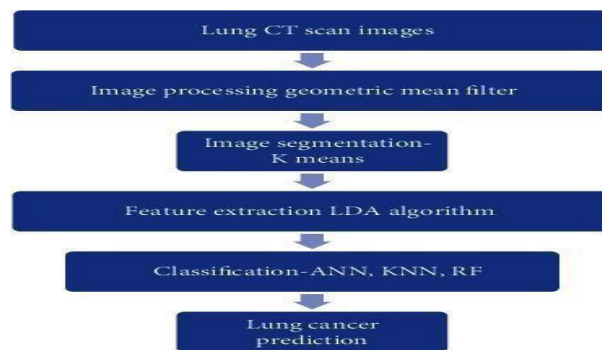 Lung CT scan images
Image processing geometric mean filter
Image segmentation-
K means
Feature extraction LDA algorithm
Classification-ANN, KNN, RF
Lung cancer
prediction